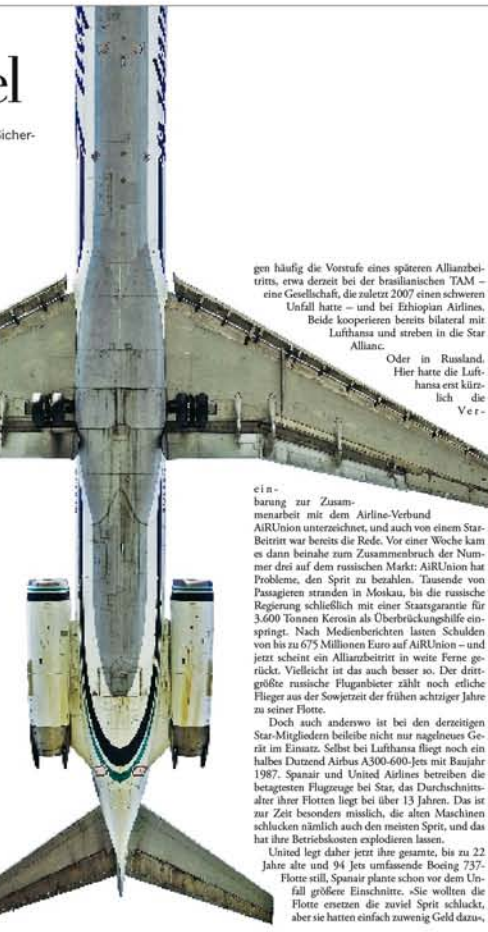 el
Sicher-
gen häufig die Vorstufe eines späteren Allianzbei-
tritts, etwa derzeit bei der brasilianischen TAM –
eine Gesellschaft, die zuletzt 2007 einen schweren
Unfall hatte – und bei Ethiopian Airlines.
Beide kooperieren bereits bilateral mit
Lufthansa und streben in die Star
Allianc.
Oder in Russland.
Hier hatte die Luft-
hansa erst kürz-
lich die
Ver-
ein-
barung zur Zusam-
menarbeit mit dem Airline-Verbund
AiRUnion unterzeichnet, und auch von einem Star-
Beitritt war bereits die Rede. Vor einer Woche kam
es dann beinahe zum Zusammenbruch der Num-
mer drei auf dem russischen Markt: AiRUnion hat
Probleme, den Sprit zu bezahlen. Tausende von
Passagieren stranden in Moskau, bis die russische
Regierung schließlich mit einer Staatsgarantie für
3.600 Tonnen Kerosin als Überbrückungshilfe ein-
springt. Nach Medienberichten lasten Schulden
von bis zu 675 Millionen Euro auf AiRUnion – und
jetzt scheint ein Allianzbeitritt in weite Ferne ge-
rückt. Vielleicht ist das auch besser so. Der dritt-
größte russische Fluganbieter zählt noch etliche
Flieger aus der Sowjetzeit der frühen achtziger Jahre
zu seiner Flotte.
Doch auch anderswo ist bei den derzeitigen
Star-Mitgliedern beileibe nicht nur nagelneues Ge-
rät im Einsatz. Selbst bei Lufthansa fliegt noch ein
halbes Dutzend Airbus A300-600-Jets mit Baujahr
1987. Spanair und United Airlines betreiben die
betagtesten Flugzeuge bei Star, das Durchschnitts-
alter ihrer Flotten liegt bei über 13 Jahren. Das ist
zur Zeit besonders misslich, die alten Maschinen
schlucken nämlich auch den meisten Sprit, und das
hat ihre Betriebskosten explodieren lassen.
United legt daher jetzt ihre gesamte, bis zu 22
Jahre alte und 94 Jets umfassende Boeing 737-
Flotte still, Spanair plante schon vor dem Un-
fall größere Einschnitte. »Sie wollten die
Flotte ersetzen die zuviel Sprit schluckt,
aber sie hatten einfach zuwenig Geld dazu«,